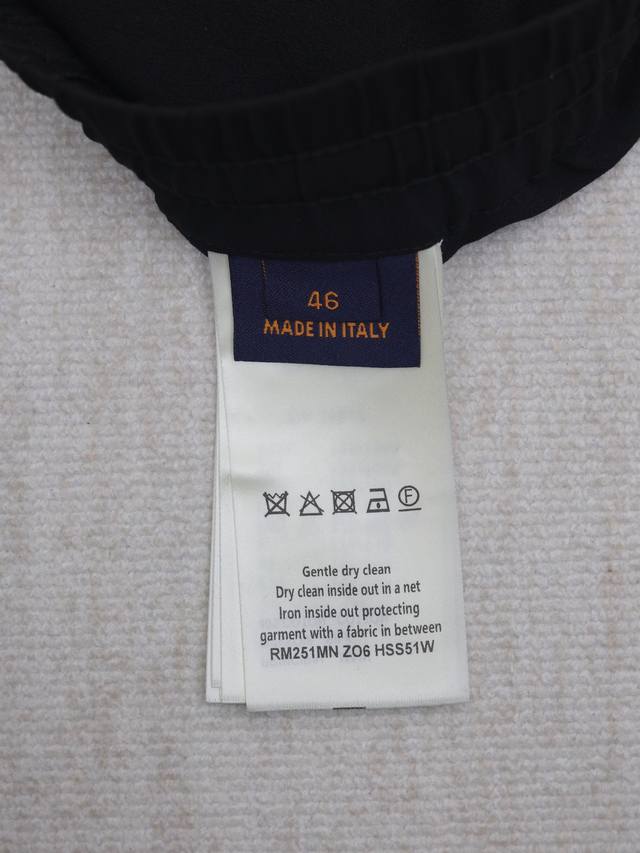 46
MADE IN ITALY
F
Gentle dry clean
Dry clean inside out in a net
Iron inside out protecting
garment with a fabric in between
RM251MN ZO6 HSS51W